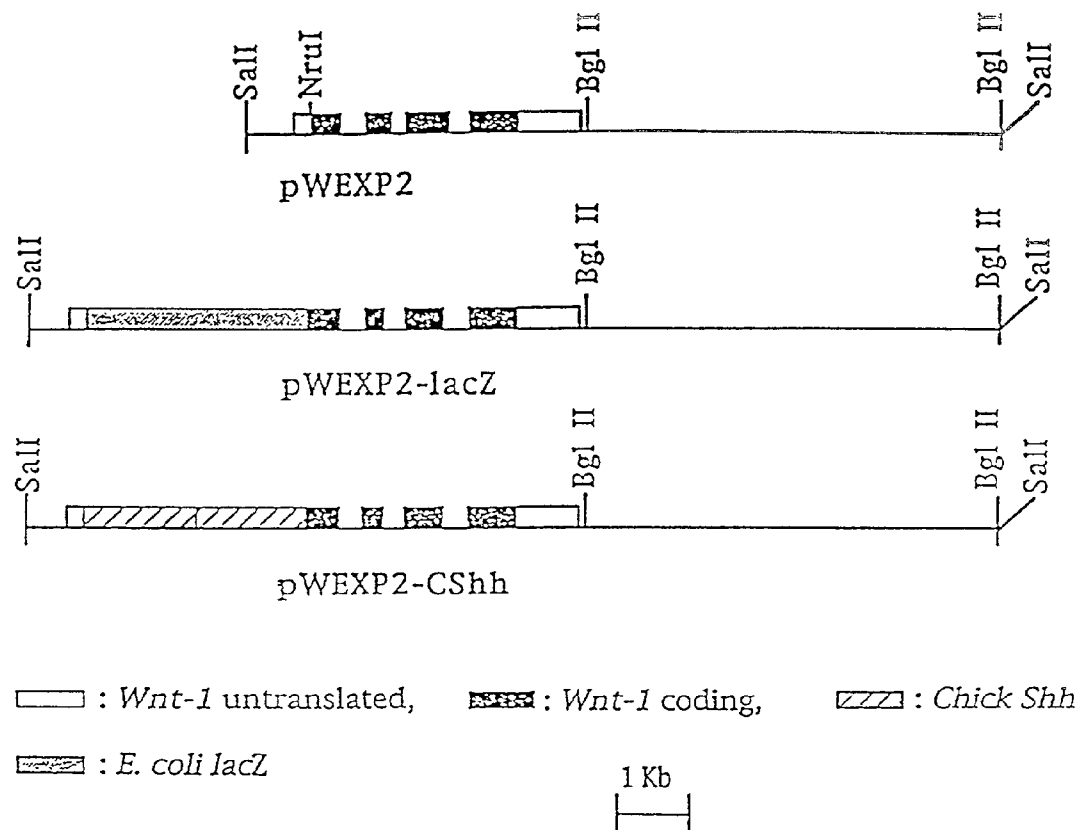 SalI
NruI
Bgl II
Bgl II
SalI
pWEXP2
SalI
Bgl II
Bgl II
SalI
pWEXP2-lacZ
SalI
Bgl II
Bgl II
SalI
pWEXP2-CShh
: Wnt-1 untranslated, : Wnt-1 coding, : Chick Shh
: E. coli lacZ
1 Kb